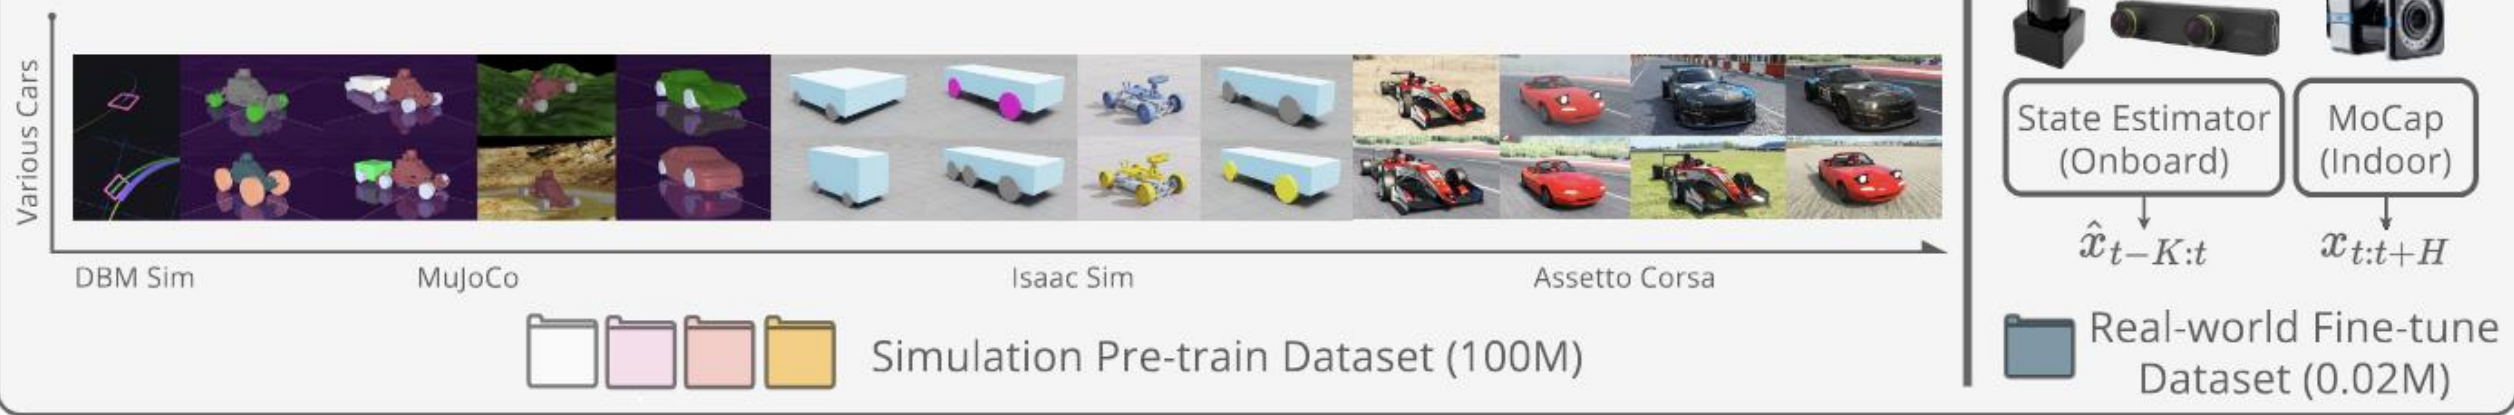 Various Cars
DBM Sim
MuJoCo
Isaac Sim
Assetto Corsa
Simulation Pre-train Dataset (100M)
State Estimator
(Onboard)
MoCap
(Indoor)
x̂_{t−K:t}
x_{t:t+H}
Real-world Fine-tune
Dataset (0.02M)